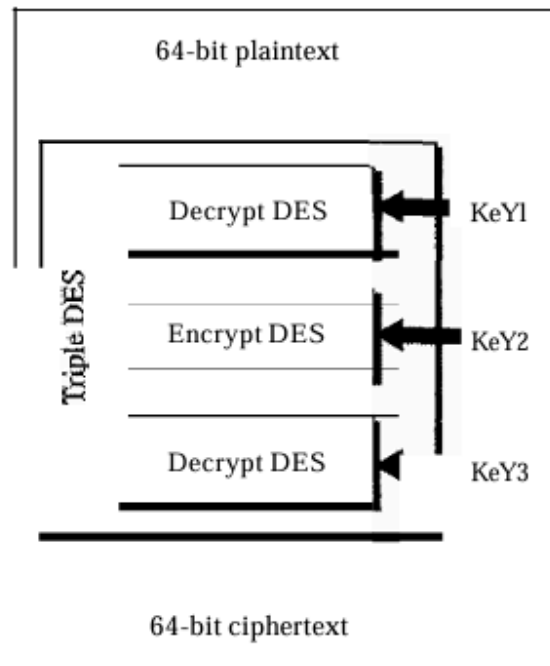 64-bit plaintext
Decrypt DES
KeYl
Triple DES
Encrypt DES
KeY2
Decrypt DES
KeY3
64-bit ciphertext